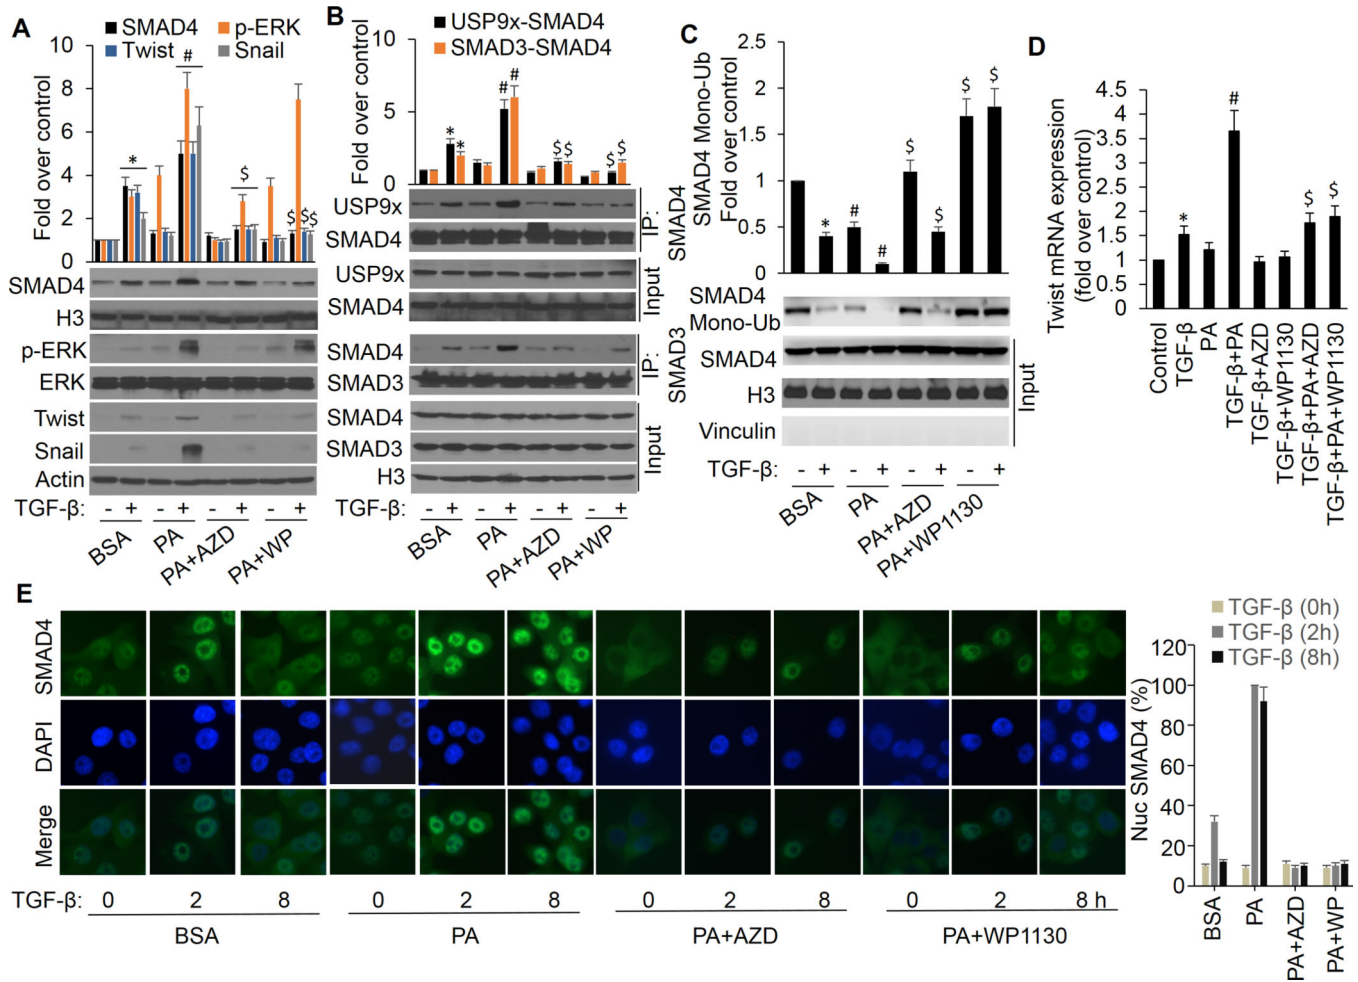 A
SMAD4
p-ERK
Twist
Snail
Fold over control
10
8
6
4
2
0
#
*
$
$
$
$
SMAD4
H3
p-ERK
ERK
Twist
Snail
Actin
TGF-β:
- + - + - + - +
BSA
PA
PA+AZD
PA+WP
B
USP9x-SMAD4
SMAD3-SMAD4
Fold over control
10
8
6
4
2
0
*
*
#
#
$$
$
$
USP9x
SMAD4
IP:
SMAD4
USP9x
SMAD4
Input
SMAD4
SMAD3
IP:
SMAD3
SMAD4
SMAD3
H3
Input
TGF-β:
- + - + - + - +
BSA
PA
PA+AZD
PA+WP
C
SMAD4 Mono-Ub
Fold over control
2.5
2
1.5
1
0.5
0
*
#
#
$
$
$
$
SMAD4
Mono-Ub
SMAD4
H3
Vinculin
Input
TGF-β:
- + - + - + - +
BSA
PA
PA+AZD
PA+WP1130
D
Twist mRNA expression
(fold over control)
4.5
4
3.5
3
2.5
2
1.5
1
0.5
0
*
#
$
$
Control
TGF-β
PA
TGF-β+PA
TGF-β+AZD
TGF-β+WP1130
TGF-β+PA+AZD
TGF-β+PA+WP1130
E
SMAD4
DAPI
Merge
TGF-β:
0 2 8
0 2 8
0 2 8
0 2 8 h
BSA
PA
PA+AZD
PA+WP1130
TGF-β (0h)
TGF-β (2h)
TGF-β (8h)
Nuc SMAD4 (%)
120
100
80
60
40
20
0
BSA
PA
PA+AZD
PA+WP